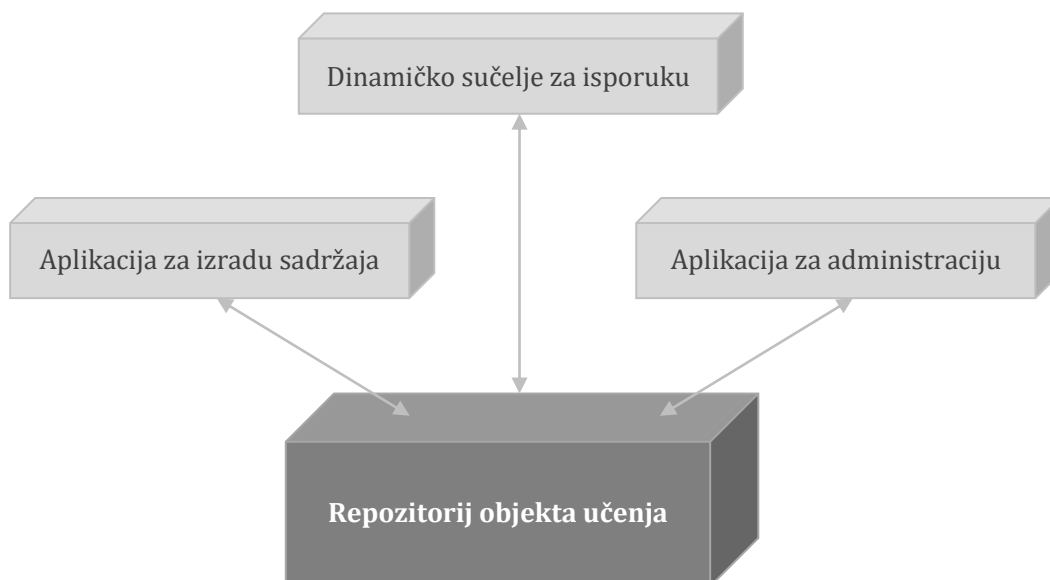 Dinamičko sučelje za isporuku
Aplikacija za izradu sadržaja
Aplikacija za administraciju
Repozitorij objekta učenja